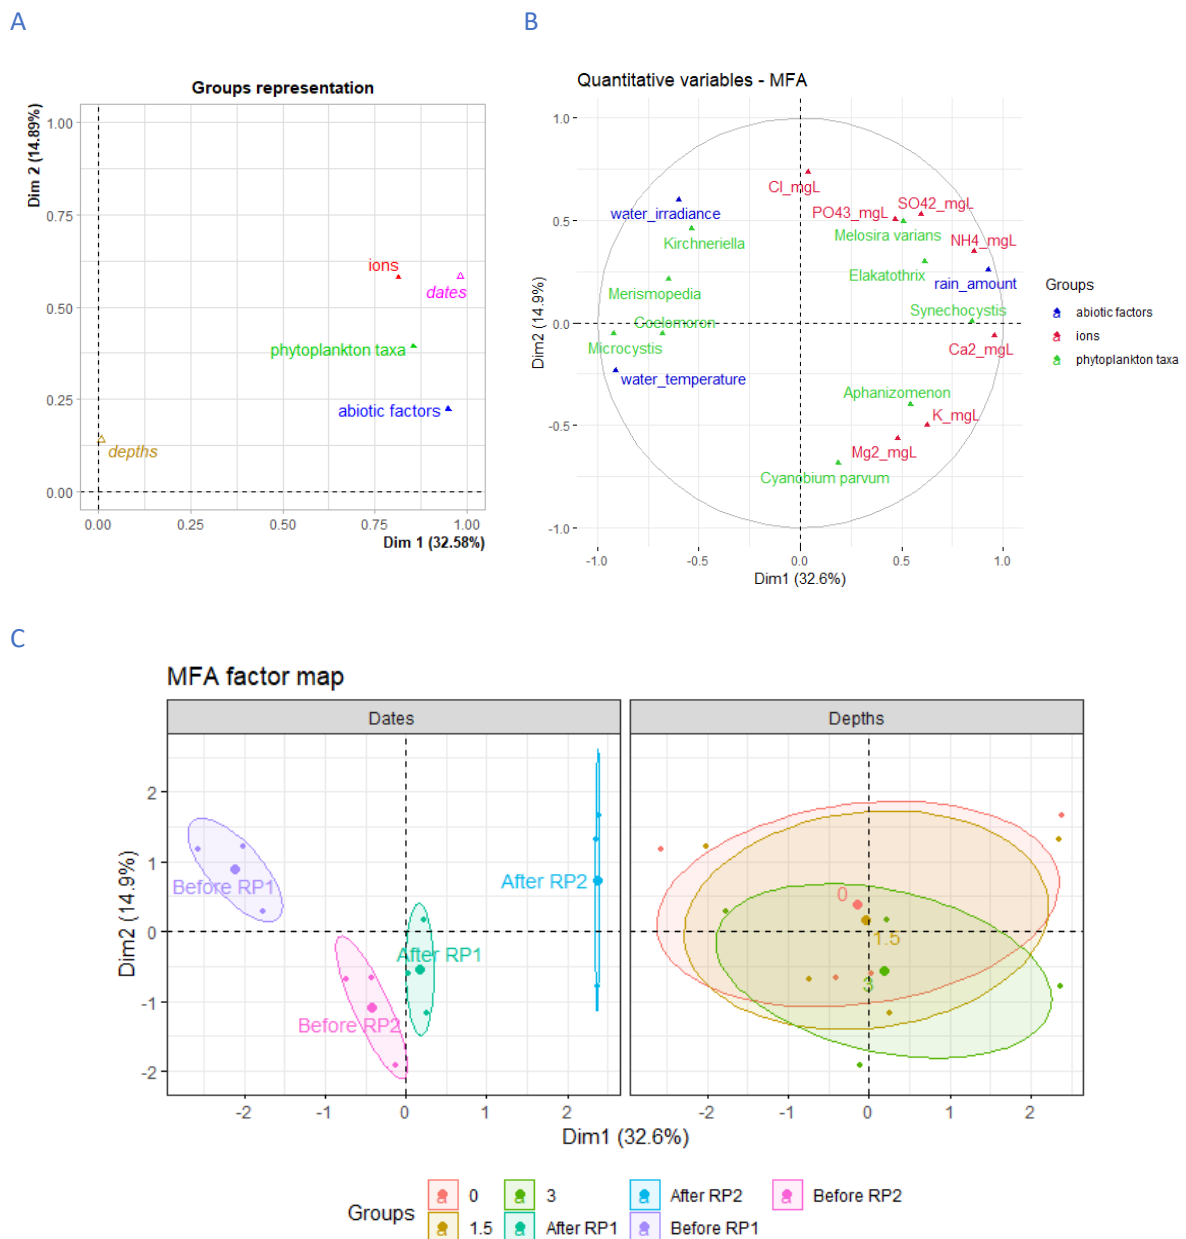 A
B
Groups representation
Dim 2 (14.89%)
1.00
0.75
0.50
0.25
0.00
ions
dates
phytoplankton taxa
abiotic factors
depths
0.00
0.25
0.50
0.75
1.00
Dim 1 (32.58%)
Quantitative variables - MFA
Dim2 (14.9%)
1.0
0.5
0.0
-0.5
-1.0
Cl_mgL
water_irradiance
PO43_mgL
SO42_mgL
Kirchneriella
Melosira varians
NH4_mgL
Elakatothrix
rain_amount
Merismopedia
Synechocystis
Coelomoron
Microcystis
Ca2_mgL
water_temperature
Aphanizomenon
K_mgL
Mg2_mgL
Cyanobium parvum
-1.0
-0.5
0.0
0.5
1.0
Dim1 (32.6%)
Groups
a abiotic factors
a ions
a phytoplankton taxa
C
MFA factor map
Dates
Depths
Dim2 (14.9%)
2
1
0
-1
-2
Before RP1
After RP2
After RP1
Before RP2
0
1.5
3
-2
-1
0
1
2
-2
-1
0
1
2
Dim1 (32.6%)
Groups
a 0
a 3
a After RP2
a Before RP2
a 1.5
a After RP1
a Before RP1